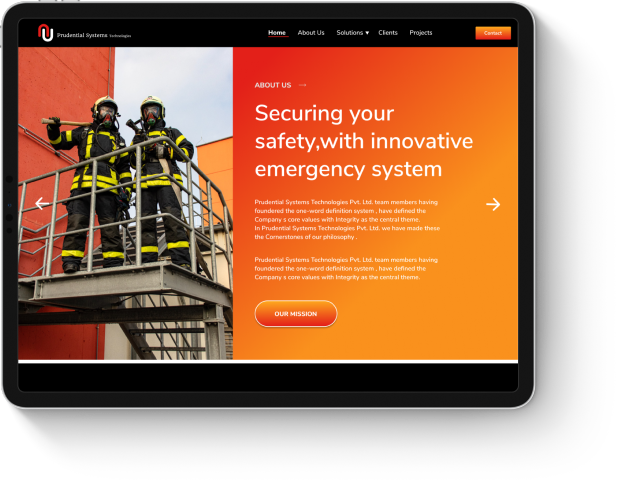 Prudential Systems Technologies
Home About Us Solutions ▼ Clients Projects
Contact
ABOUT US →
Securing your
safety,with innovative
emergency system
Prudential Systems Technologies Pvt. Ltd. team members having
foundered the one-word definition system , have defined the
Company s core values with Integrity as the central theme.
In Prudential Systems Technologies Pvt. Ltd. we have made these
the Cornerstones of our philosophy .
Prudential Systems Technologies Pvt. Ltd. team members having
foundered the one-word definition system , have defined the
Company s core values with Integrity as the central theme.
OUR MISSION